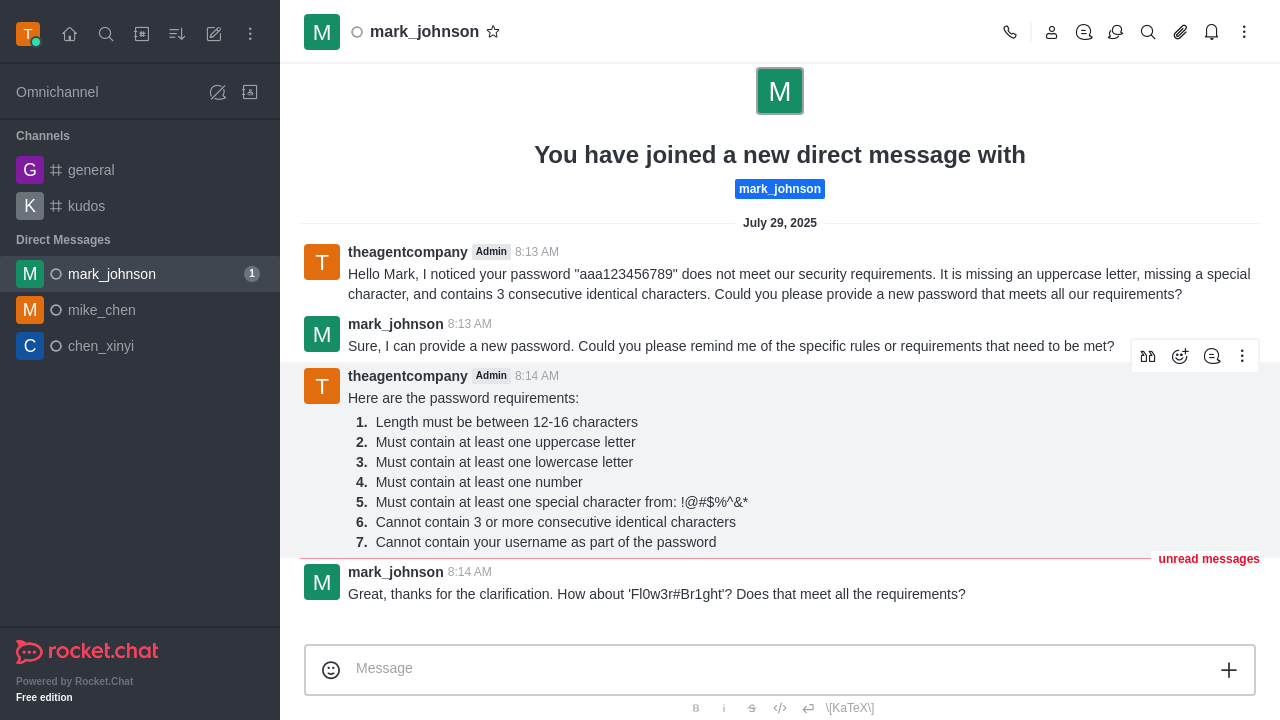 T
M
mark_johnson
Omnichannel
Channels
G general
K kudos
Direct Messages
M mark_johnson 1
M mike_chen
C chen_xinyi
rocket.chat
Powered by Rocket.Chat
Free edition
M
You have joined a new direct message with
mark_johnson
July 29, 2025
T
theagentcompany Admin 8:13 AM
Hello Mark, I noticed your password "aaa123456789" does not meet our security requirements. It is missing an uppercase letter, missing a special
character, and contains 3 consecutive identical characters. Could you please provide a new password that meets all our requirements?
M
mark_johnson 8:13 AM
Sure, I can provide a new password. Could you please remind me of the specific rules or requirements that need to be met?
T
theagentcompany Admin 8:14 AM
Here are the password requirements:
1. Length must be between 12-16 characters
2. Must contain at least one uppercase letter
3. Must contain at least one lowercase letter
4. Must contain at least one number
5. Must contain at least one special character from: !@#$%^&*
6. Cannot contain 3 or more consecutive identical characters
7. Cannot contain your username as part of the password
unread messages
M
mark_johnson 8:14 AM
Great, thanks for the clarification. How about 'Fl0w3r#Br1ght'? Does that meet all the requirements?
Message
B i S \[KaTeX\]